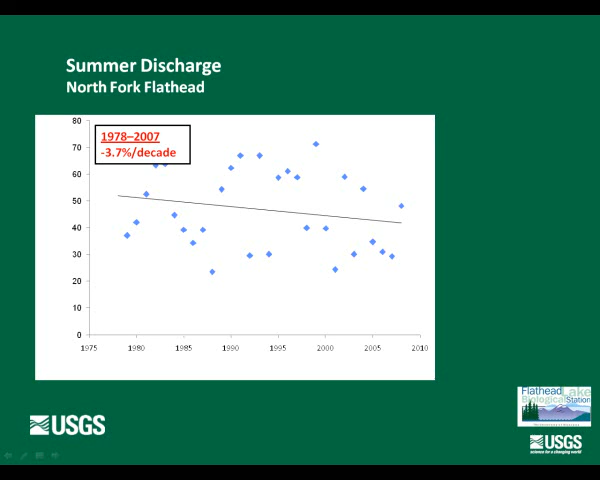 Summer Discharge
North Fork Flathead
80
70
60
50
40
30
20
10
0
1978–2007
-3.7%/decade
1975
1980
1985
1990
1995
2000
2005
2010
Flathead Lake
Biological Station
USGS
USGS
science for a changing world